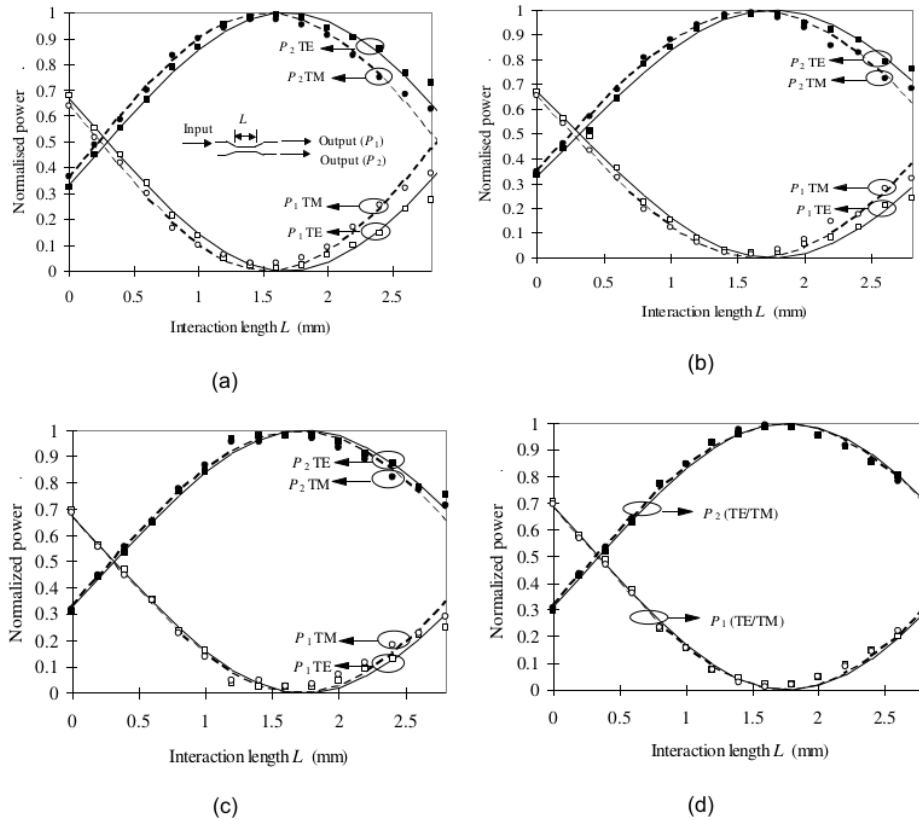 Normalised power
1
0.9
0.8
0.7
0.6
0.5
0.4
0.3
0.2
0.1
0
P2 TE
P2 TM
L
Input
Output (P1)
Output (P2)
P1 TM
P1 TE
0 0.5 1 1.5 2 2.5
Interaction length L (mm)
(a)
Normalised power
1
0.9
0.8
0.7
0.6
0.5
0.4
0.3
0.2
0.1
0
P2 TE
P2 TM
P1 TM
P1 TE
0 0.5 1 1.5 2 2.5
Interaction length L (mm)
(b)
Normalized power
1
0.9
0.8
0.7
0.6
0.5
0.4
0.3
0.2
0.1
0
P2 TE
P2 TM
P1 TM
P1 TE
0 0.5 1 1.5 2 2.5
Interaction length L (mm)
(c)
Normalized power
1
0.9
0.8
0.7
0.6
0.5
0.4
0.3
0.2
0.1
0
P2 (TE/TM)
P1 (TE/TM)
0 0.5 1 1.5 2 2.5
Interaction length L (mm)
(d)